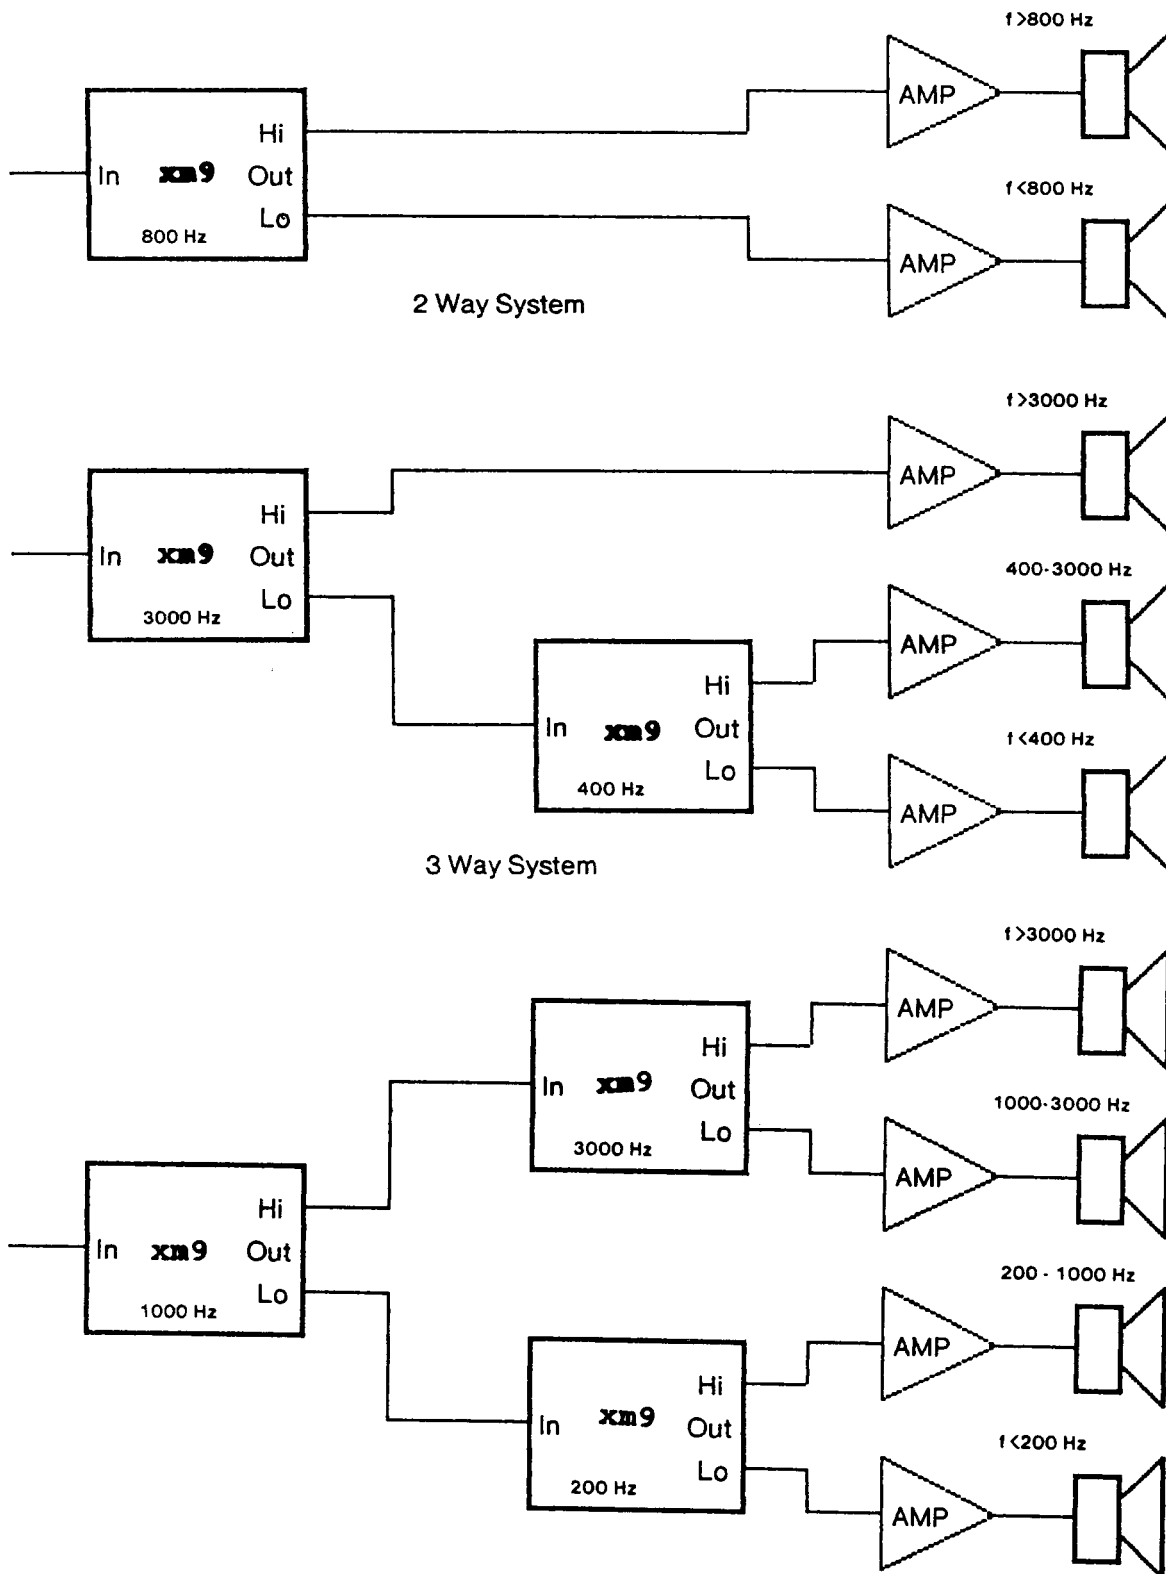 f>800 Hz
AMP
Hi
In xm9 Out
Lo
800 Hz
f<800 Hz
AMP
2 Way System
f>3000 Hz
AMP
Hi
In xm9 Out
Lo
3000 Hz
400-3000 Hz
AMP
Hi
In xm9 Out
Lo
400 Hz
f<400 Hz
AMP
3 Way System
f>3000 Hz
AMP
Hi
In xm9 Out
Lo
3000 Hz
1000-3000 Hz
AMP
Hi
In xm9 Out
Lo
1000 Hz
200 - 1000 Hz
AMP
Hi
In xm9 Out
Lo
200 Hz
f<200 Hz
AMP